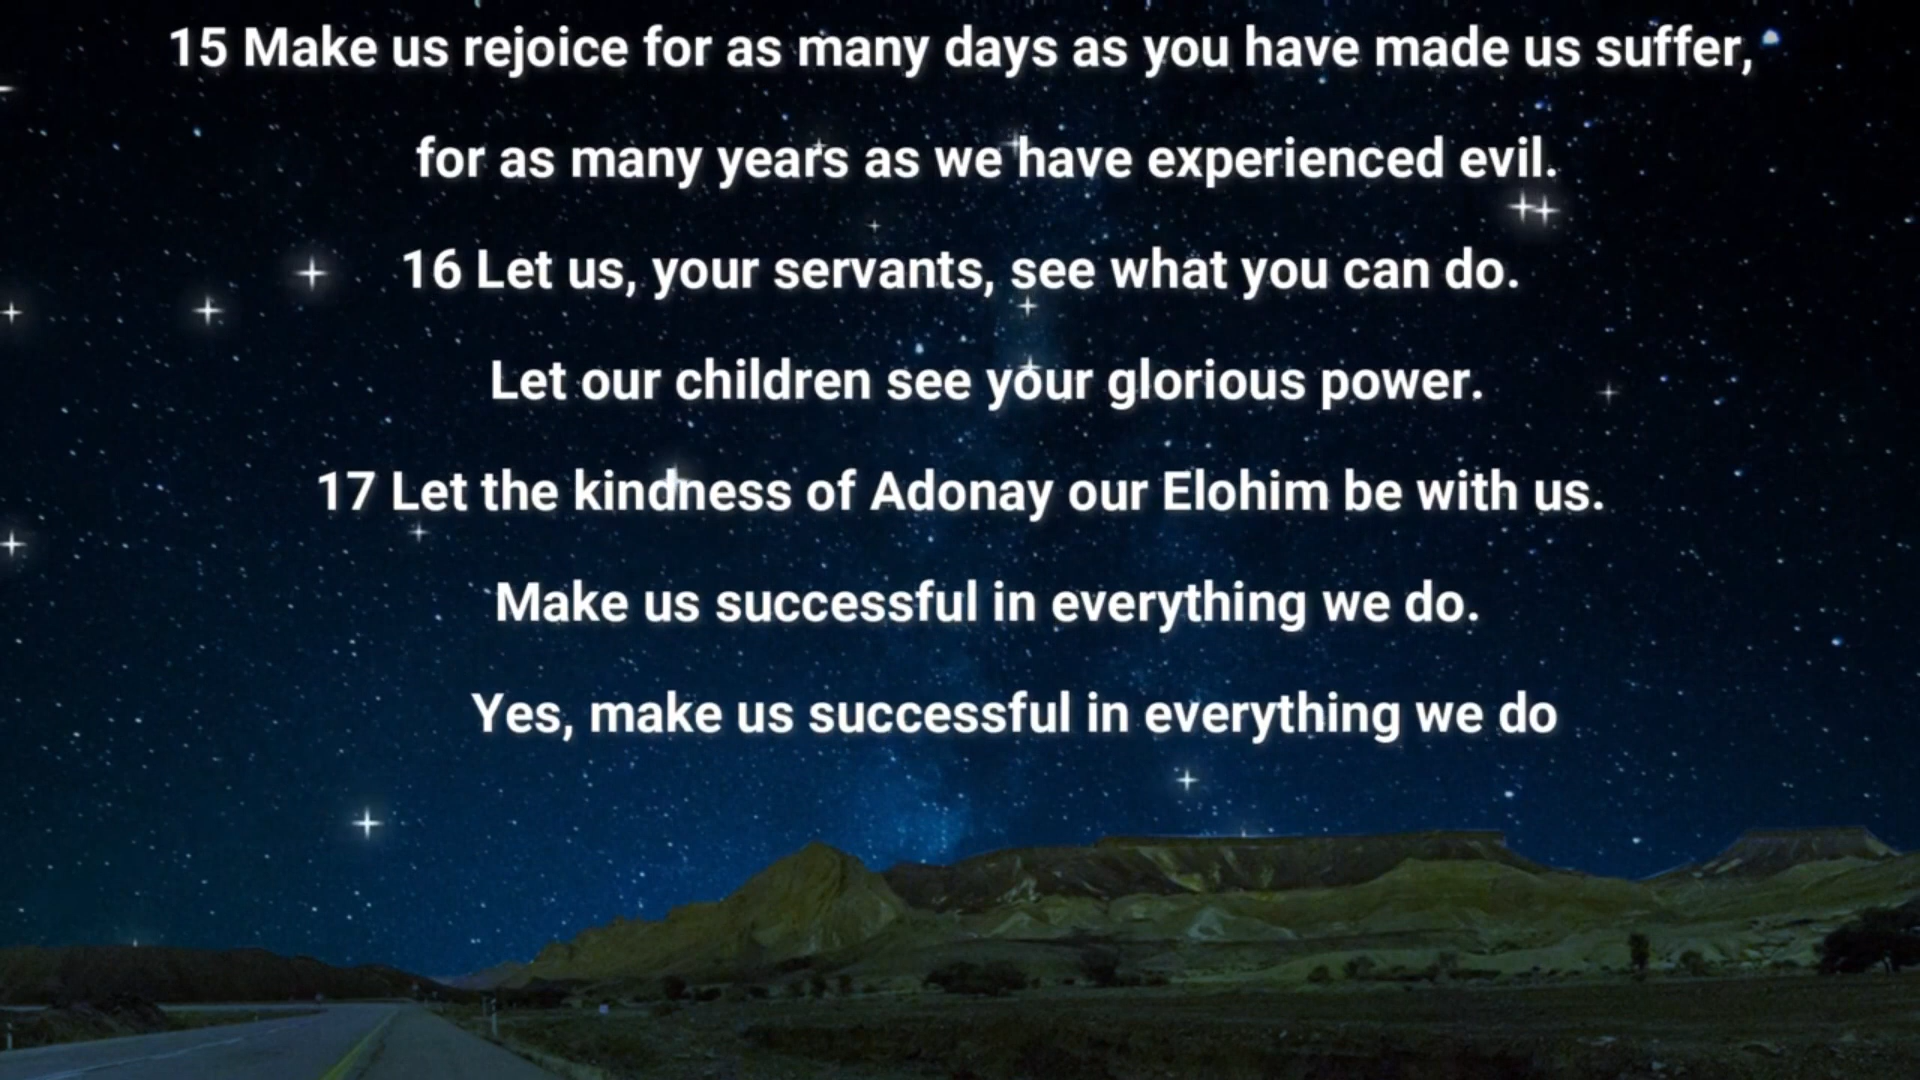 15 Make us rejoice for as many days as you have made us suffer,
for as many years as we have experienced evil.
16 Let us, your servants, see what you can do.
Let our children see your glorious power.
17 Let the kindness of Adonay our Elohim be with us.
Make us successful in everything we do.
Yes, make us successful in everything we do